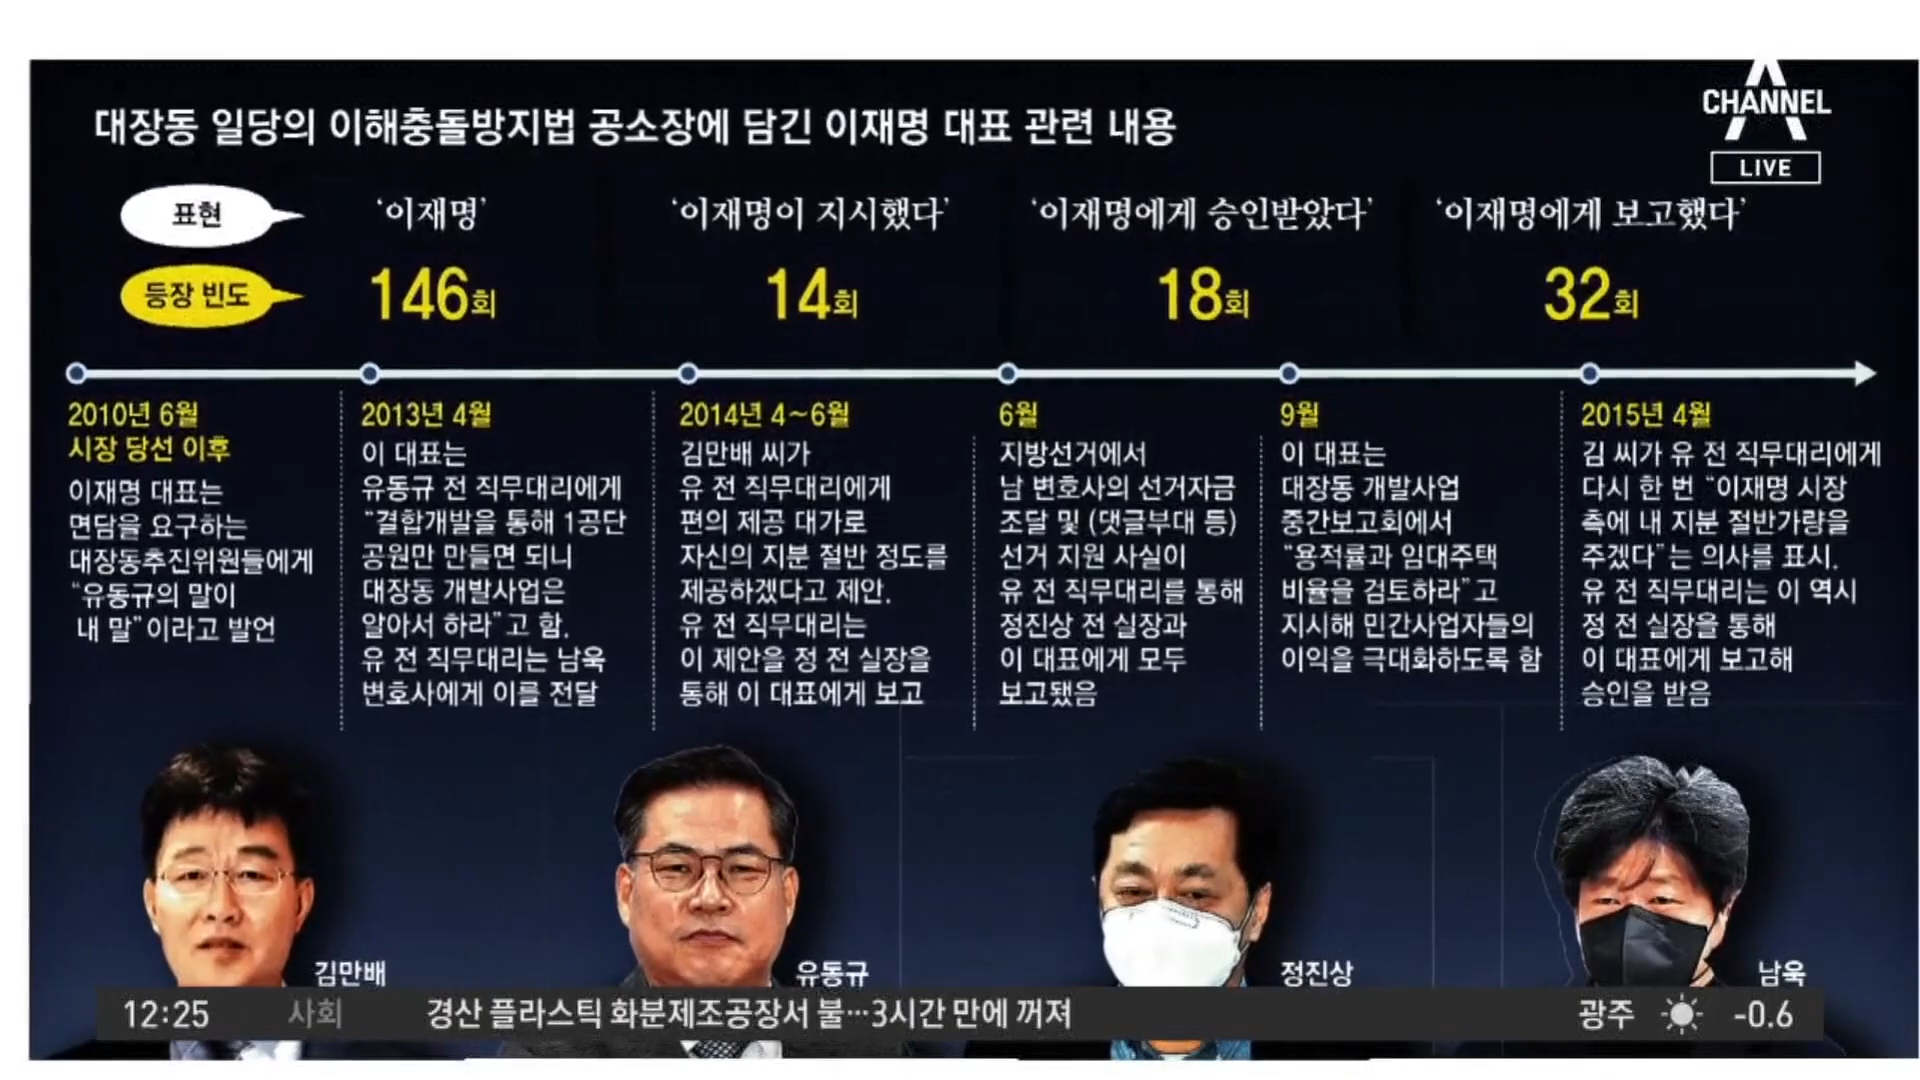 CHANNEL A
LIVE
대장동 일당의 이해충돌방지법 공소장에 담긴 이재명 대표 관련 내용
표현
‘이재명’
‘이재명이 지시했다’
‘이재명에게 승인받았다’
‘이재명에게 보고했다’
등장 빈도
146회
14회
18회
32회
2010년 6월
시장 당선 이후
이재명 대표는
면담을 요구하는
대장동추진위원들에게
“유동규의 말이
내 말”이라고 발언
2013년 4월
이 대표는
유동규 전 직무대리에게
“결합개발을 통해 1공단
공원만 만들면 되니
대장동 개발사업은
알아서 하라”고 함.
유 전 직무대리는 남욱
변호사에게 이를 전달
2014년 4~6월
김만배 씨가
유 전 직무대리에게
편의 제공 대가로
자신의 지분 절반 정도를
제공하겠다고 제안.
유 전 직무대리는
이 제안을 정 전 실장을
통해 이 대표에게 보고
6월
지방선거에서
남 변호사의 선거자금
조달 및 (댓글부대 등)
선거 지원 사실이
유 전 직무대리를 통해
정진상 전 실장과
이 대표에게 모두
보고됐음
9월
이 대표는
대장동 개발사업
중간보고회에서
“용적률과 임대주택
비율을 검토하라”고
지시해 민간사업자들의
이익을 극대화하도록 함
2015년 4월
김 씨가 유 전 직무대리에게
다시 한 번 “이재명 시장
측에 내 지분 절반가량을
주겠다”는 의사를 표시.
유 전 직무대리는 이 역시
정 전 실장을 통해
이 대표에게 보고해
승인을 받음
김만배
유동규
정진상
남욱
12:25 사회 경산 플라스틱 화분제조공장서 불…3시간 만에 꺼져 광주 -0.6